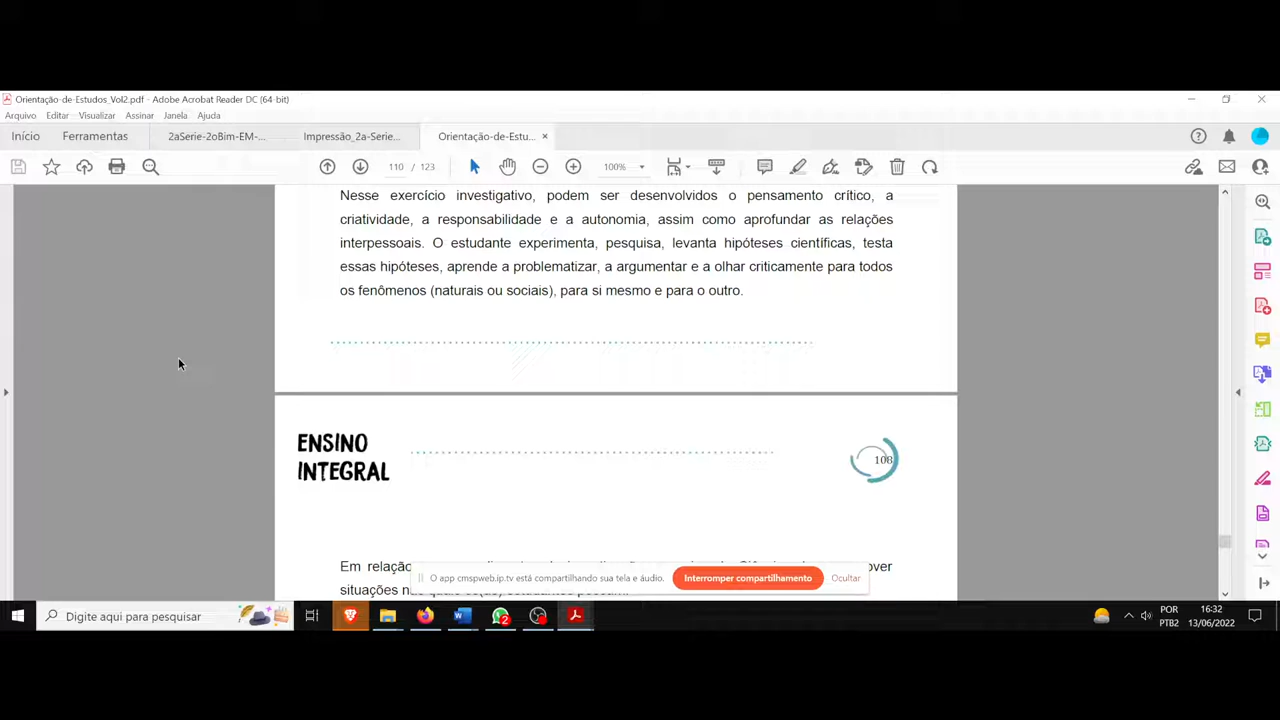 Orientação-de-Estudos_Vol2.pdf - Adobe Acrobat Reader DC (64-bit)
Arquivo Editar Visualizar Assinar Janela Ajuda
Início Ferramentas 2aSerie-2oBim-EM-... Impressão_2a-Serie... Orientação-de-Estu... ×
110 / 123 100%
Nesse exercício investigativo, podem ser desenvolvidos o pensamento crítico, a
criatividade, a responsabilidade e a autonomia, assim como aprofundar as relações
interpessoais. O estudante experimenta, pesquisa, levanta hipóteses científicas, testa
essas hipóteses, aprende a problematizar, a argumentar e a olhar criticamente para todos
os fenômenos (naturais ou sociais), para si mesmo e para o outro.
ENSINO
INTEGRAL
108
Em relação
situações
O app cmspweb.ip.tv está compartilhando sua tela e áudio. Interromper compartilhamento Ocultar
Digite aqui para pesquisar
2
POR
PTB2
16:32
13/06/2022